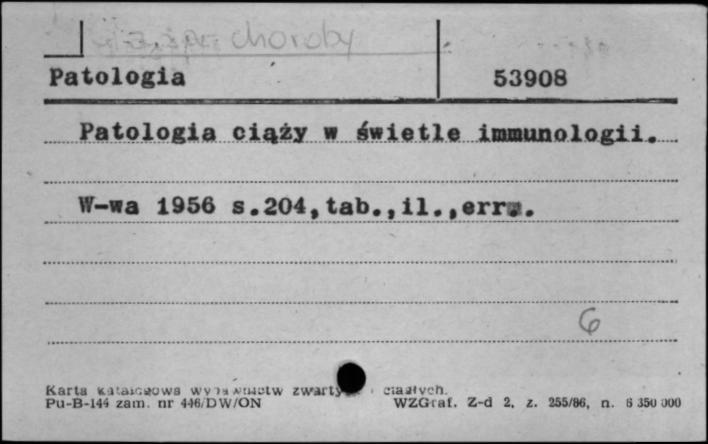 choroby
Patologia 53908
Patologia ciąży w świetle immunologii.
W-wa 1956 s.204,tab.,il.,err.
6
Karta katalogowa wydawnictw zwartych i ciągłych.
Pu-B-144 zam. nr 446/DW/ON WZGraf. Z-d 2, z. 255/86, n. 6 350 000